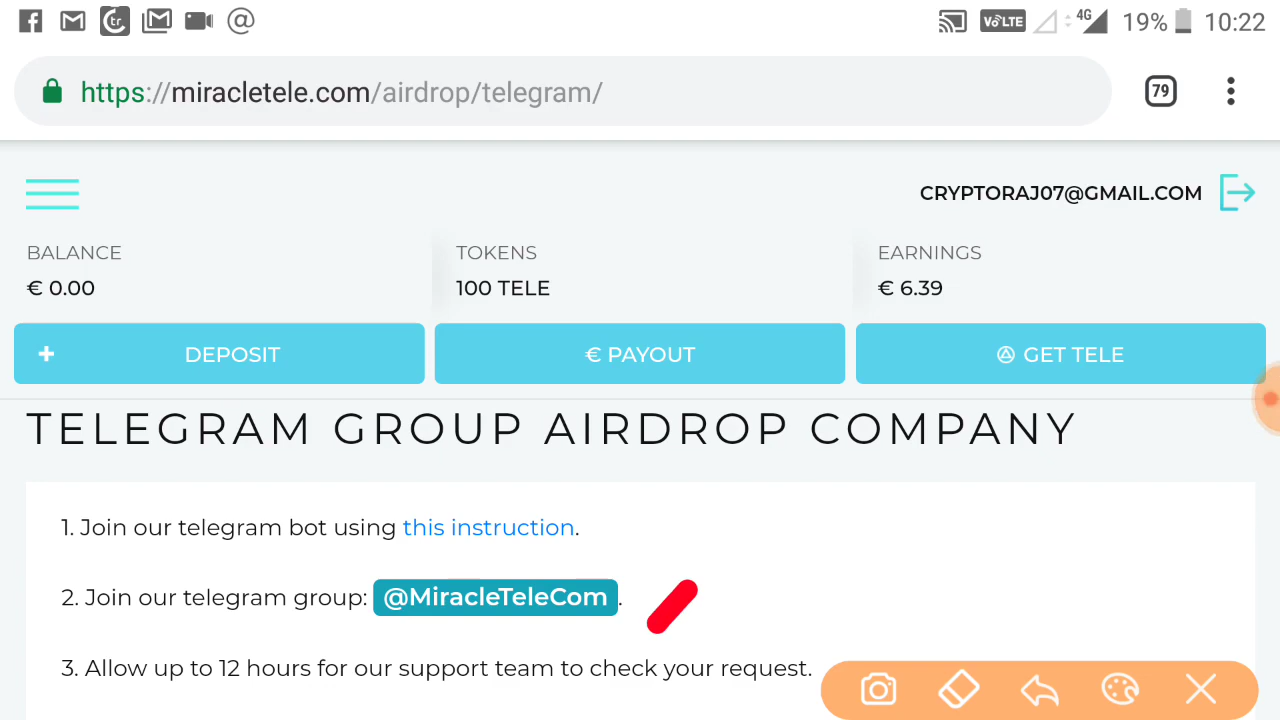 VoLTE 4G 19% 10:22
https://miracletele.com/airdrop/telegram/ 79
CRYPTORAJ07@GMAIL.COM
BALANCE TOKENS EARNINGS
€ 0.00 100 TELE € 6.39
+ DEPOSIT € PAYOUT GET TELE
TELEGRAM GROUP AIRDROP COMPANY
1. Join our telegram bot using this instruction.
2. Join our telegram group: @MiracleTeleCom.
3. Allow up to 12 hours for our support team to check your request.